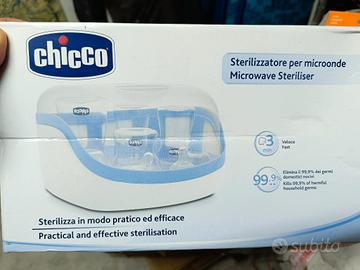 chicco
Sterilizzatore per microonde
Microwave Steriliser
chicco
3
min
Veloce
Fast
99.9%
Elimina il 99,9% dei germi
domestici nocivi
Kills 99,9% of harmful
household germs
Sterilizza in modo pratico ed efficace
Practical and effective sterilisation
subito